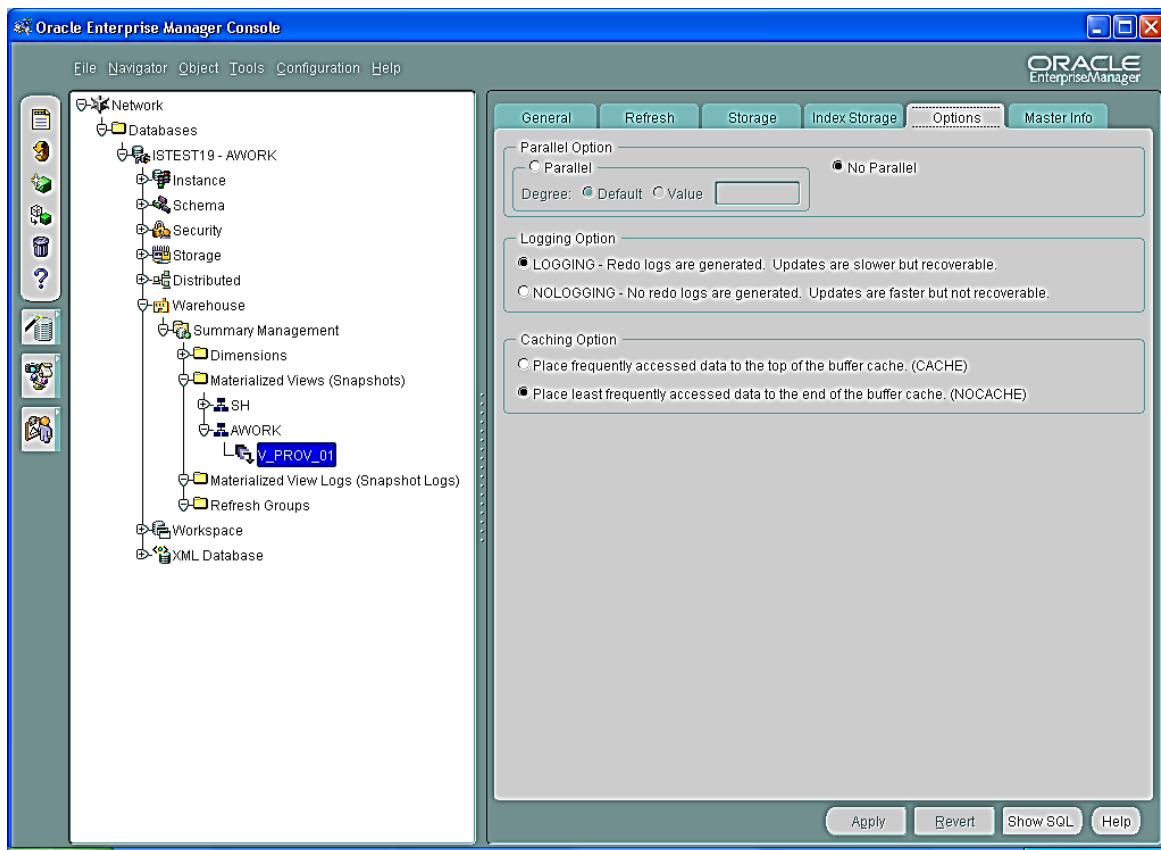 Oracle Enterprise Manager Console
File Navigator Object Tools Configuration Help
ORACLE
EnterpriseManager
Network
Databases
ISTEST19 - AWORK
Instance
Schema
Security
Storage
Distributed
Warehouse
Summary Management
Dimensions
Materialized Views (Snapshots)
SH
AWORK
V_PROV_01
Materialized View Logs (Snapshot Logs)
Refresh Groups
Workspace
XML Database
General Refresh Storage Index Storage Options Master Info
Parallel Option
Parallel No Parallel
Degree: Default Value
Logging Option
LOGGING - Redo logs are generated. Updates are slower but recoverable.
NOLOGGING - No redo logs are generated. Updates are faster but not recoverable.
Caching Option
Place frequently accessed data to the top of the buffer cache. (CACHE)
Place least frequently accessed data to the end of the buffer cache. (NOCACHE)
Apply Revert Show SQL Help